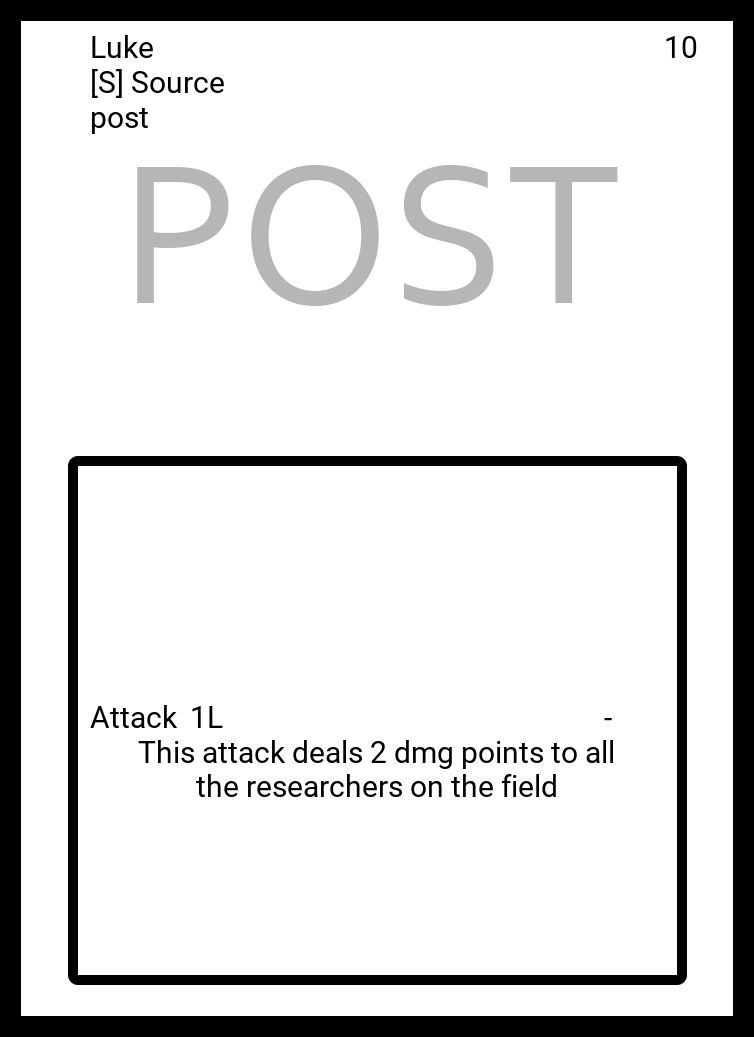 Luke 10
[S] Source
post
POST
Attack 1L -
This attack deals 2 dmg points to all
the researchers on the field